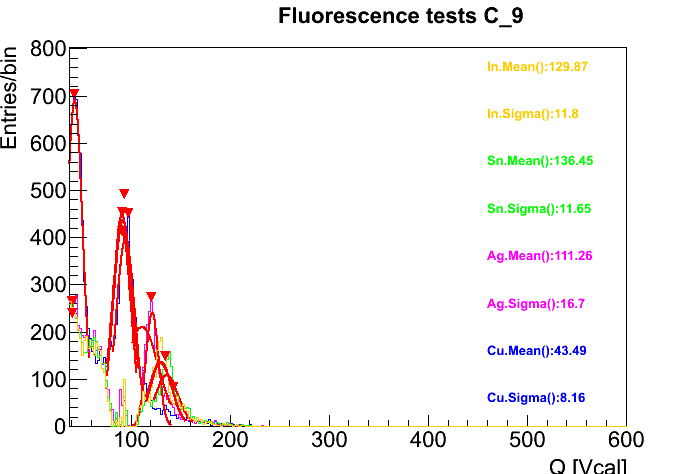 Fluorescence tests C_9
Entries/bin
800
700
600
500
400
300
200
100
0
100
200
300
400
500
600
Q [Vcal]
In.Mean():129.87
In.Sigma():11.8
Sn.Mean():136.45
Sn.Sigma():11.65
Ag.Mean():111.26
Ag.Sigma():16.7
Cu.Mean():43.49
Cu.Sigma():8.16